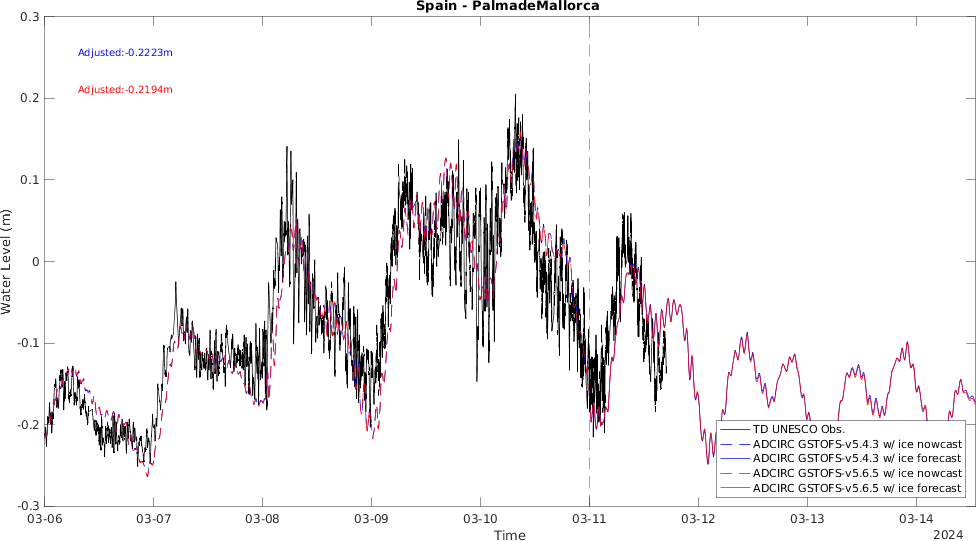 Spain - PalmadeMallorca
0.3
Adjusted:-0.2223m
Adjusted:-0.2194m
0.2
0.1
0
-0.1
-0.2
-0.3
Water Level (m)
TD UNESCO Obs.
ADCIRC GSTOFS-v5.4.3 w/ ice nowcast
ADCIRC GSTOFS-v5.4.3 w/ ice forecast
ADCIRC GSTOFS-v5.6.5 w/ ice nowcast
ADCIRC GSTOFS-v5.6.5 w/ ice forecast
03-06 03-07 03-08 03-09 03-10 03-11 03-12 03-13 03-14
Time
2024